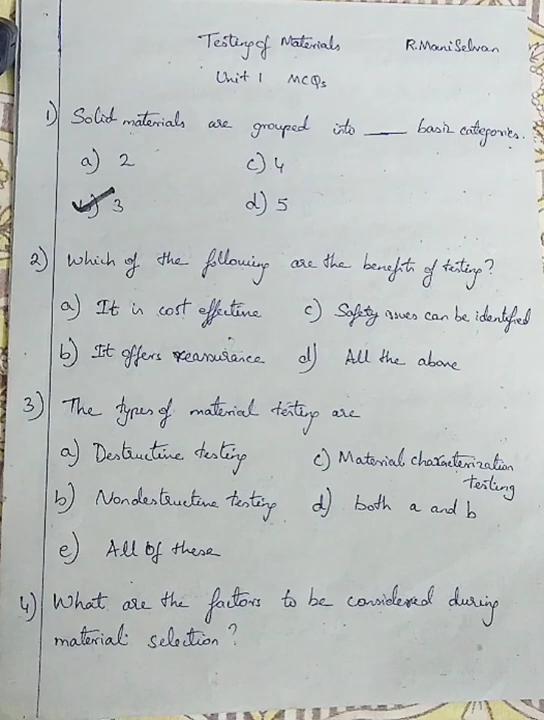 Testing of Materials R. ManiSelvan
Unit 1 MCQs
1) Solid materials are grouped into ___ basic categories.
a) 2 c) 4
b) 3 d) 5
2) Which of the following are the benefits of testing?
a) It is cost effective c) Safety issues can be identified
b) It offers reassurance d) All the above
3) The types of material testing are
a) Destructive testing c) Material characterization
testing
b) Nondestructive testing d) both a and b
e) All of these
4) What are the factors to be considered during
material selection?